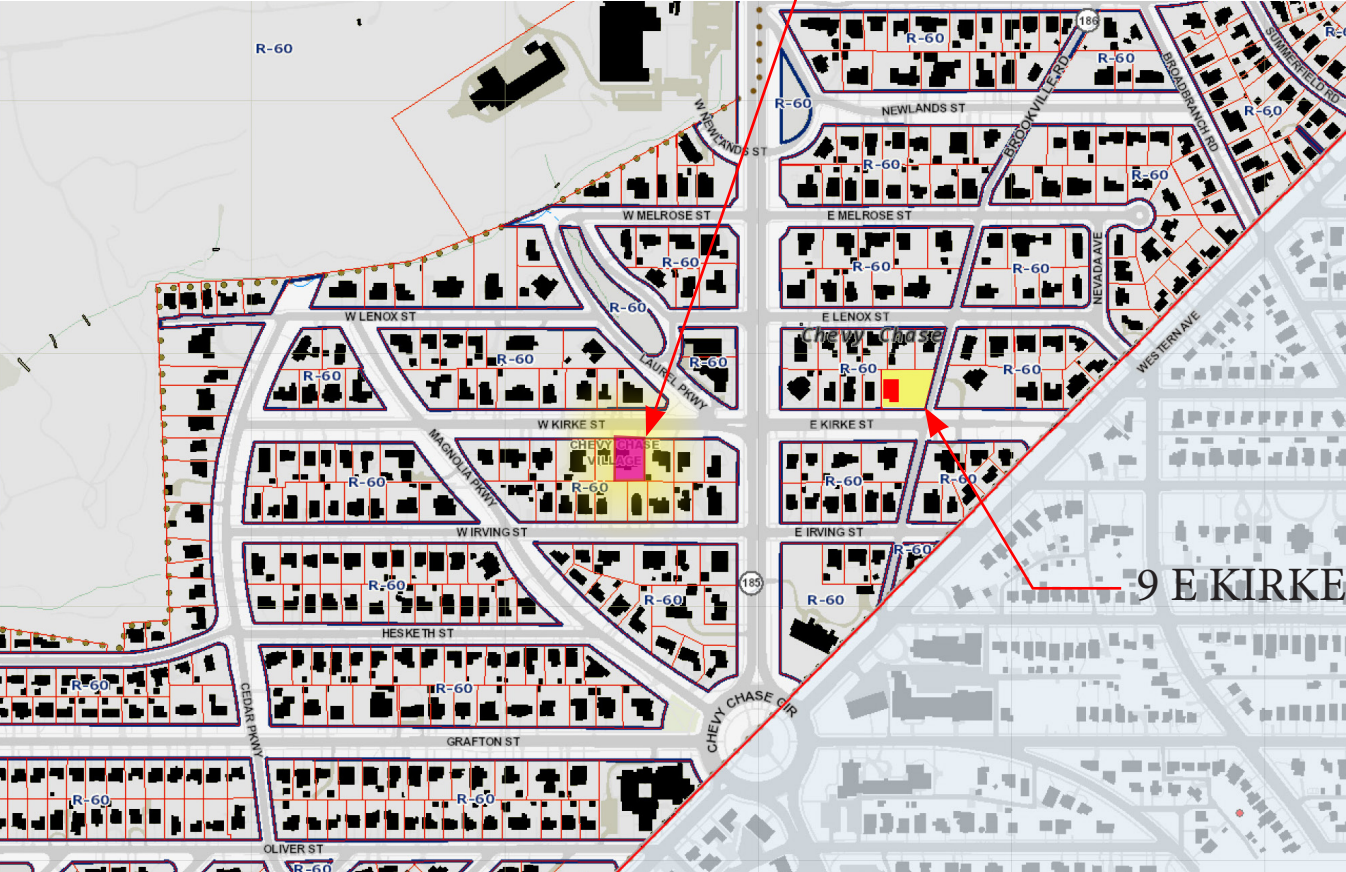 186
R-60
R-60
R-
SUMMERFIELD RD
R-60
BROADBRANCH RD
BROOKVILLE RD
R-60
NEWLANDS ST
R-60
W NEWLANDS ST
R-60
R-60
W MELROSE ST
E MELROSE ST
NEVADA AVE
R-60
R-60
R-60
R-60
W LENOX ST
E LENOX ST
WESTERN AVE
Chevy Chase
R-60
R-60
R-60
R-60
R-60
LAUREL PKWY
W KIRKE ST
E KIRKE ST
MAGNOLIA PKWY
CHEVY CHASE
VILLAGE
R-60
R-60
R-60
R-60
W IRVING ST
E IRVING ST
R-60
185
9 E KIRKE
R-60
R-60
R-60
HESKETH ST
R-60
R-60
CEDAR PKWY
CHEVY CHASE CIR
GRAFTON ST
R-60
R-60
OLIVER ST
R-60